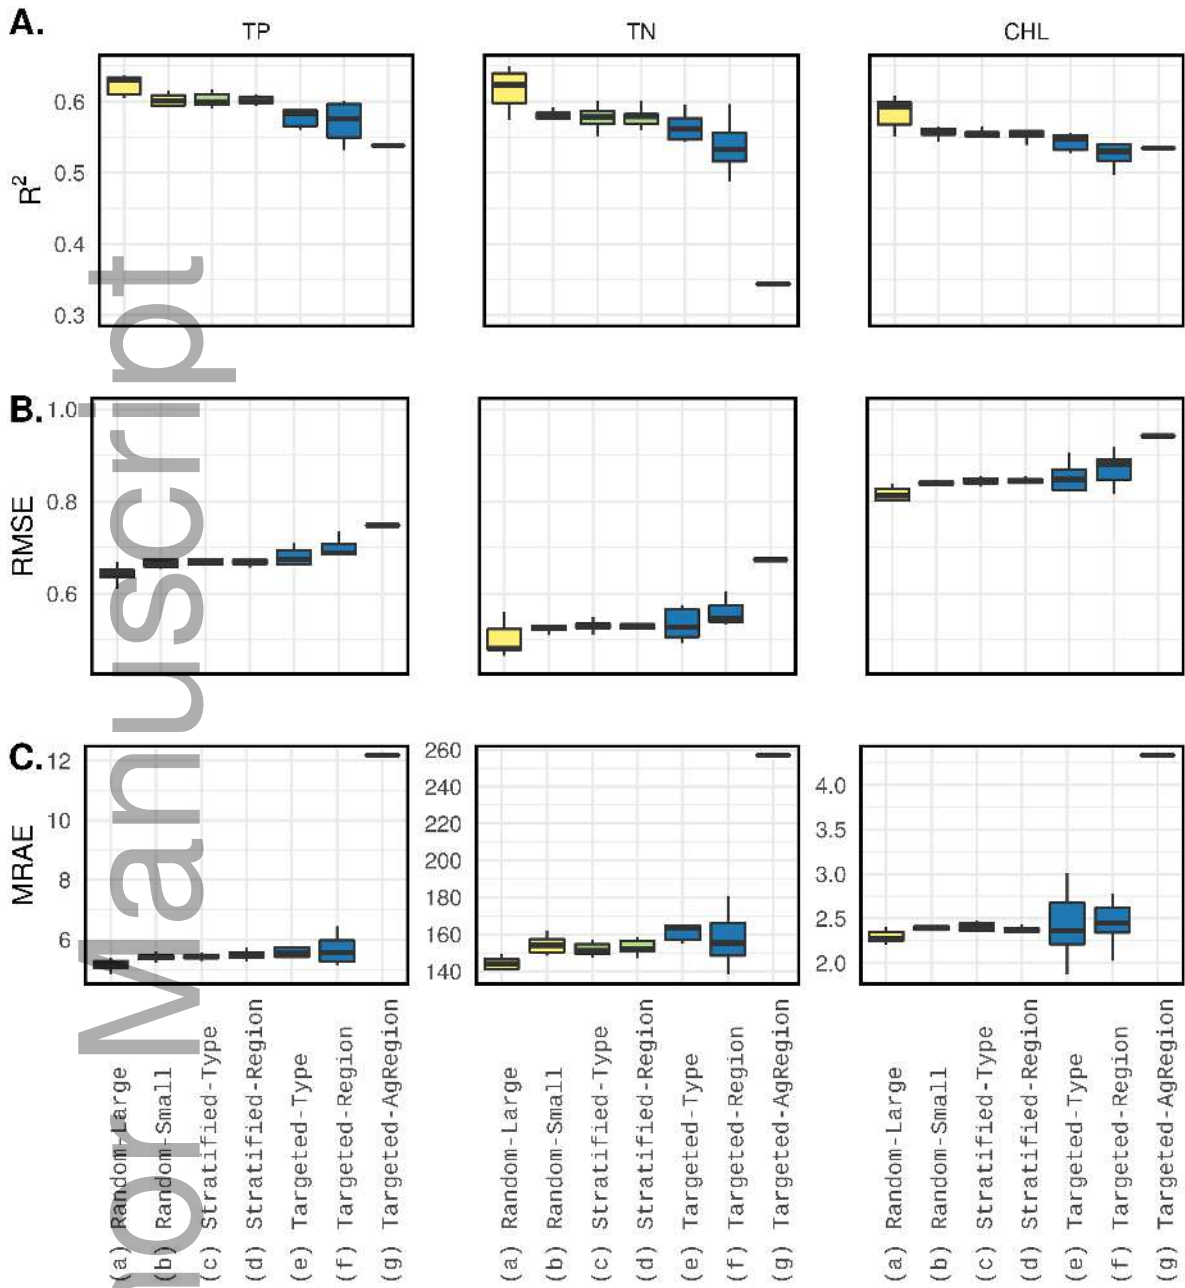 A.
TP
TN
CHL
R²
0.6
0.5
0.4
0.3
B.
RMSE
1.0
0.8
0.6
C.
MRAE
12
10
8
6
260
240
220
200
180
160
140
4.0
3.5
3.0
2.5
2.0
(a) Random-Large
(b) Random-Small
(c) Stratified-Type
(d) Stratified-Region
(e) Targeted-Type
(f) Targeted-Region
(g) Targeted-AgRegion
(a) Random-Large
(b) Random-Small
(c) Stratified-Type
(d) Stratified-Region
(e) Targeted-Type
(f) Targeted-Region
(g) Targeted-AgRegion
(a) Random-Large
(b) Random-Small
(c) Stratified-Type
(d) Stratified-Region
(e) Targeted-Type
(f) Targeted-Region
(g) Targeted-AgRegion
Manuscript